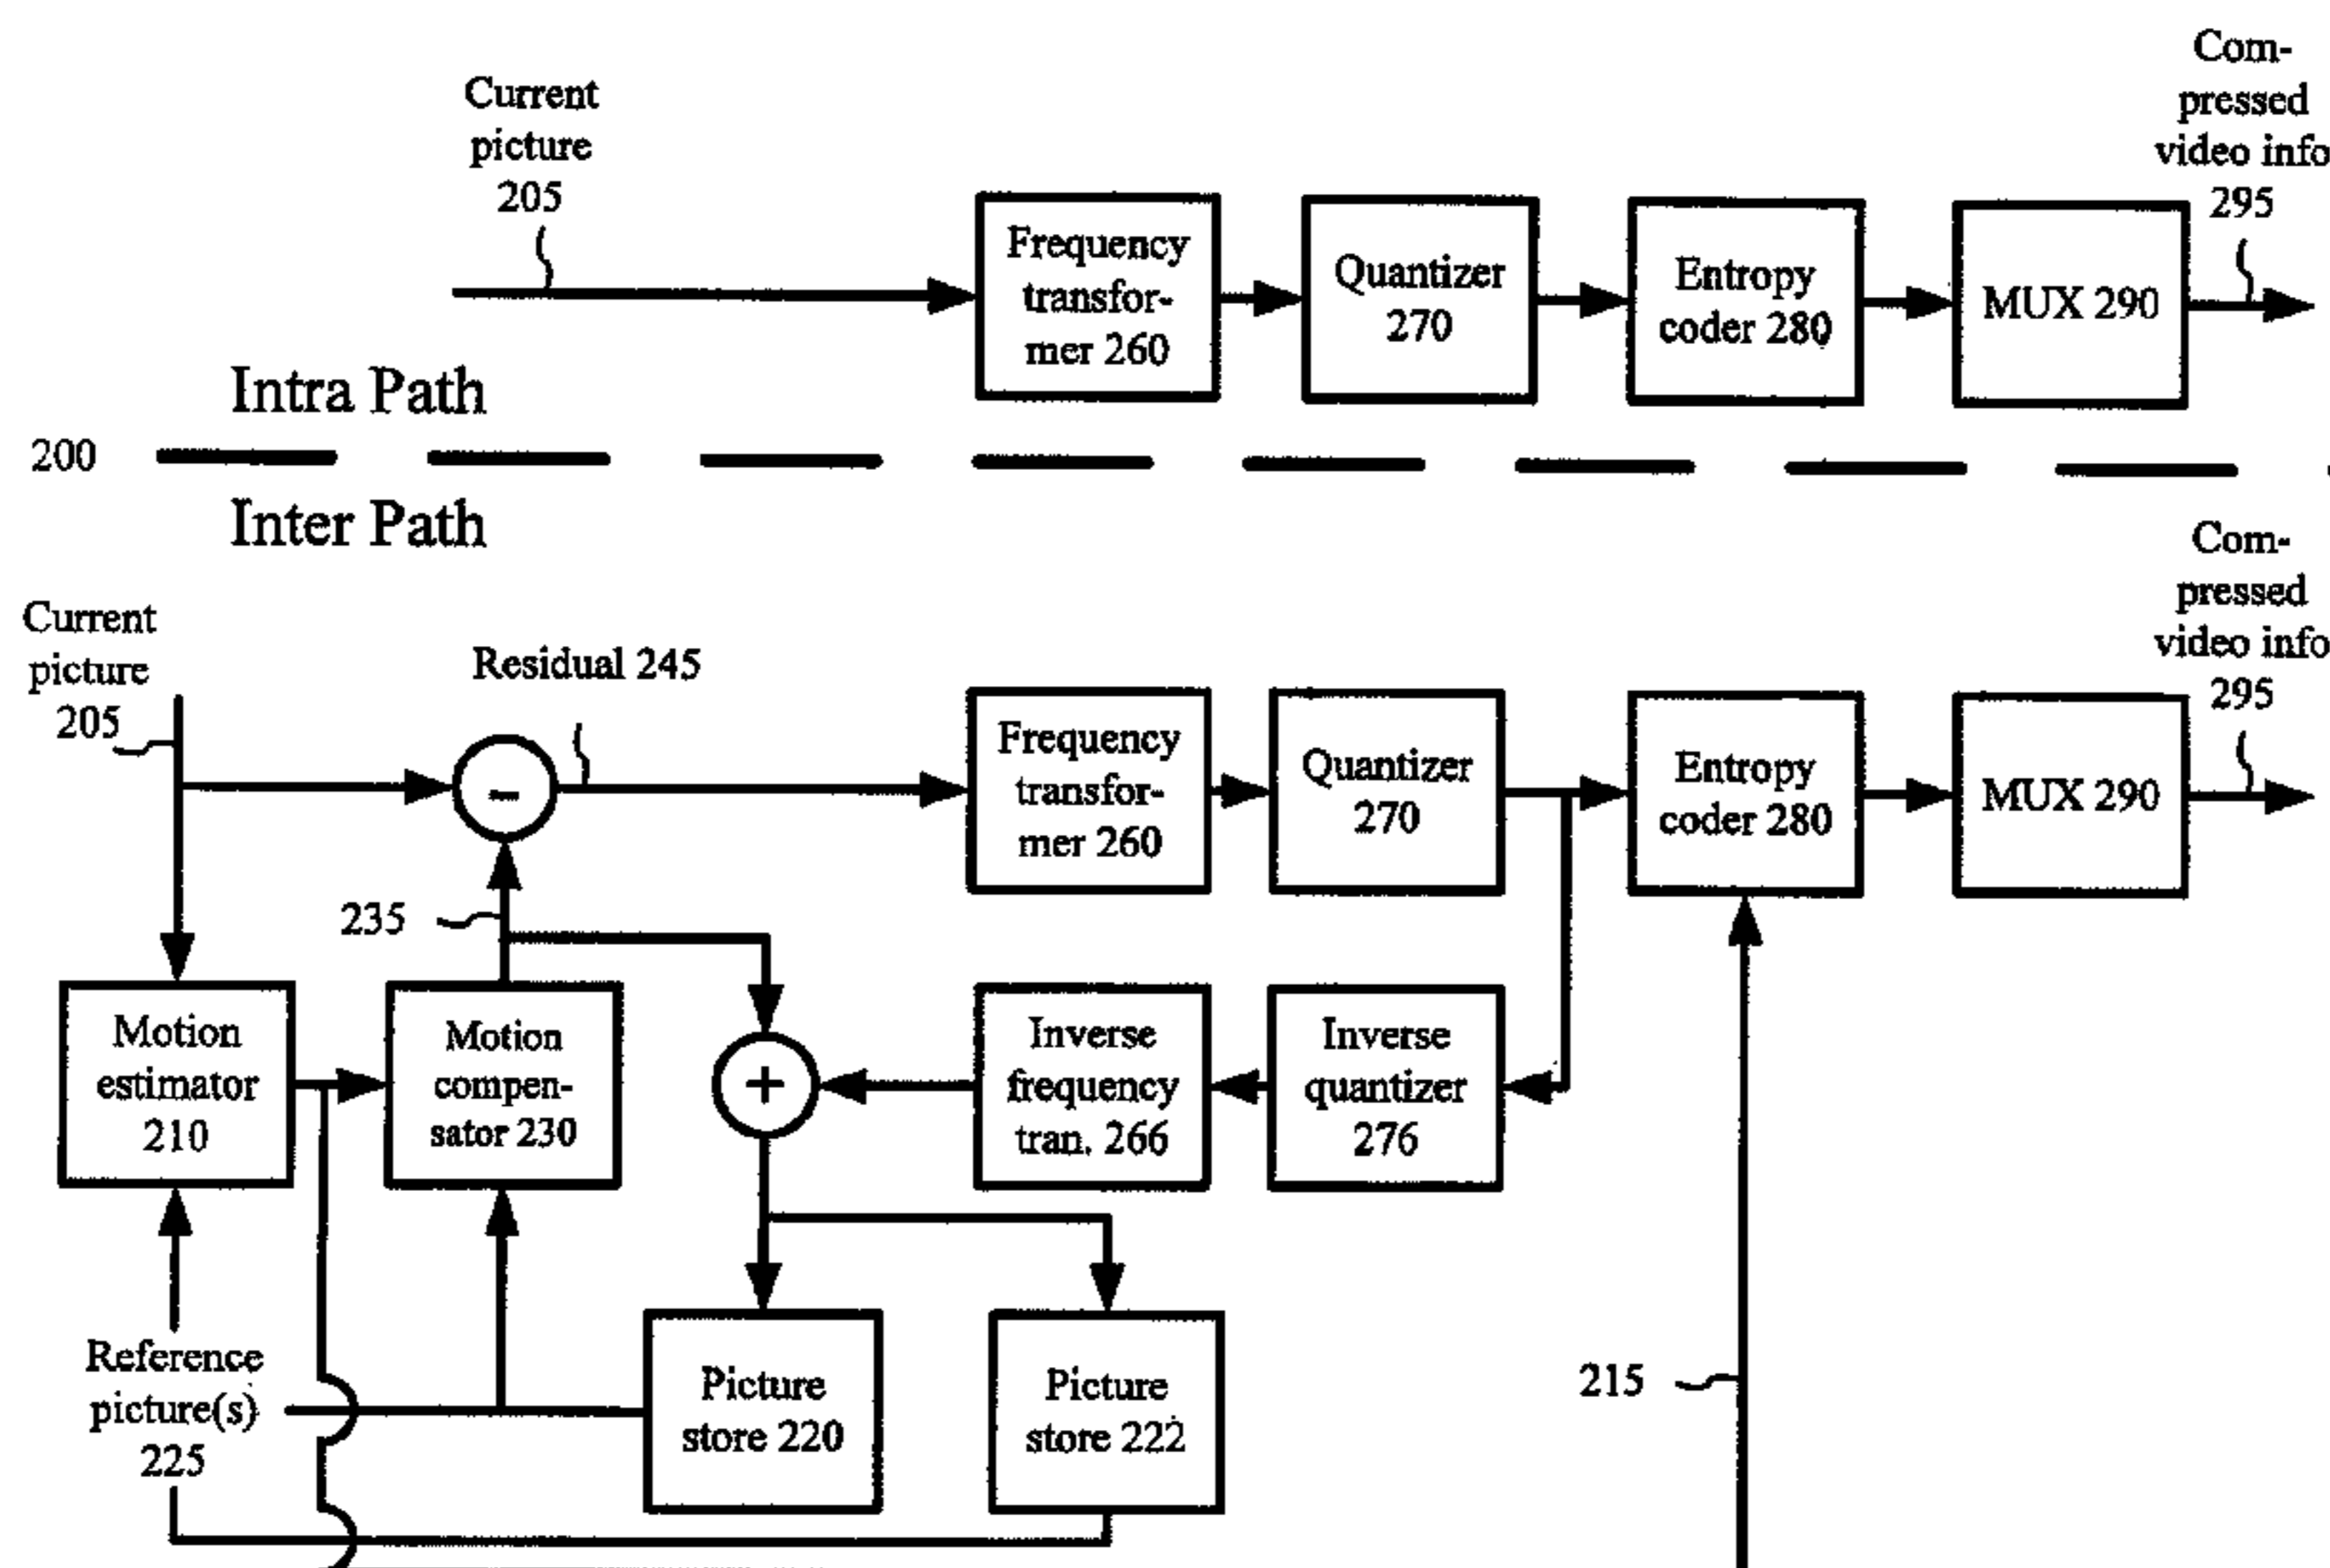 Current
picture
205
Com-
pressed
video info
295
Frequency
transfor-
mer 260
Quantizer
270
Entropy
coder 280
MUX 290
Intra Path
200
Inter Path
Current
picture
205
Residual 245
Com-
pressed
video info
295
-
Frequency
transfor-
mer 260
Quantizer
270
Entropy
coder 280
MUX 290
235
Motion
estimator
210
Motion
compen-
sator 230
+
Inverse
frequency
tran. 266
Inverse
quantizer
276
Reference
picture(s)
225
Picture
store 220
Picture
store 222
215